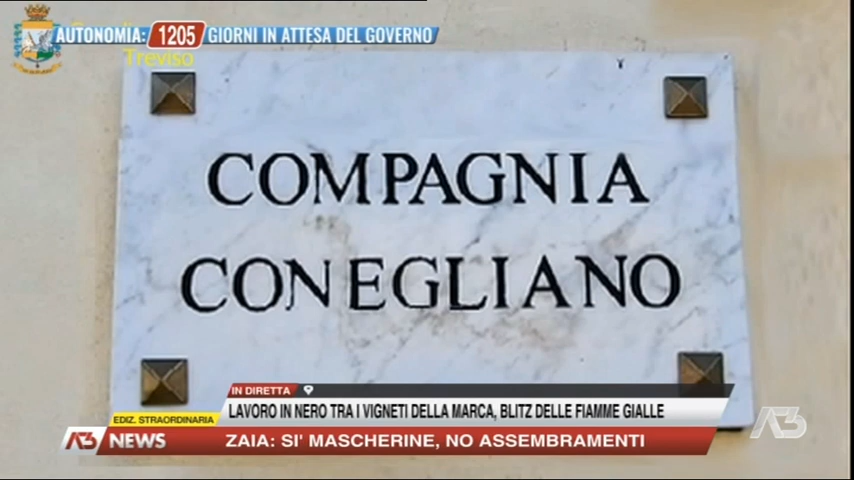 AUTONOMIA: 1205 GIORNI IN ATTESA DEL GOVERNO
Treviso
COMPAGNIA
CONEGLIANO
IN DIRETTA
EDIZ. STRAORDINARIA
LAVORO IN NERO TRA I VIGNETI DELLA MARCA, BLITZ DELLE FIAMME GIALLE
A3 NEWS
ZAIA: SI' MASCHERINE, NO ASSEMBRAMENTI
A3